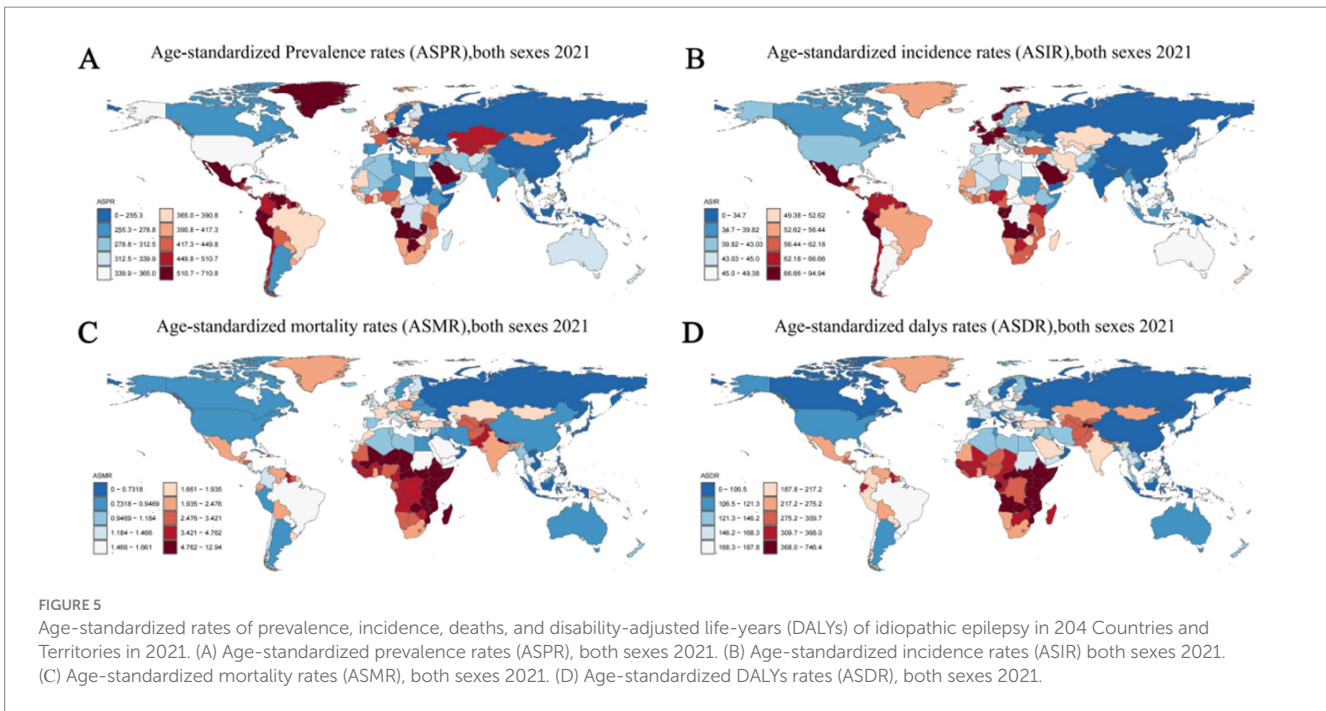 A Age-standardized Prevalence rates (ASPR),both sexes 2021
ASPR
0 – 255.3
255.3 – 278.8
278.8 – 312.5
312.5 – 339.9
339.9 – 365.0
365.0 – 390.8
390.8 – 417.3
417.3 – 449.8
449.8 – 510.7
510.7 – 710.8
B Age-standardized incidence rates (ASIR),both sexes 2021
ASIR
0 – 34.7
34.7 – 39.82
39.82 – 43.03
43.03 – 45.0
45.0 – 49.38
49.38 – 52.62
52.62 – 56.44
56.44 – 62.18
62.18 – 66.66
66.66 – 94.94
C Age-standardized mortality rates (ASMR),both sexes 2021
ASMR
0 – 0.7318
0.7318 – 0.9469
0.9469 – 1.184
1.184 – 1.466
1.466 – 1.661
1.661 – 1.935
1.935 – 2.476
2.476 – 3.421
3.421 – 4.762
4.762 – 12.94
D Age-standardized dalys rates (ASDR),both sexes 2021
ASDR
0 – 106.5
106.5 – 121.3
121.3 – 146.2
146.2 – 168.3
168.3 – 187.8
187.8 – 217.2
217.2 – 275.2
275.2 – 309.7
309.7 – 368.0
368.0 – 746.4
FIGURE 5
Age-standardized rates of prevalence, incidence, deaths, and disability-adjusted life-years (DALYs) of idiopathic epilepsy in 204 Countries and
Territories in 2021. (A) Age-standardized prevalence rates (ASPR), both sexes 2021. (B) Age-standardized incidence rates (ASIR) both sexes 2021.
(C) Age-standardized mortality rates (ASMR), both sexes 2021. (D) Age-standardized DALYs rates (ASDR), both sexes 2021.